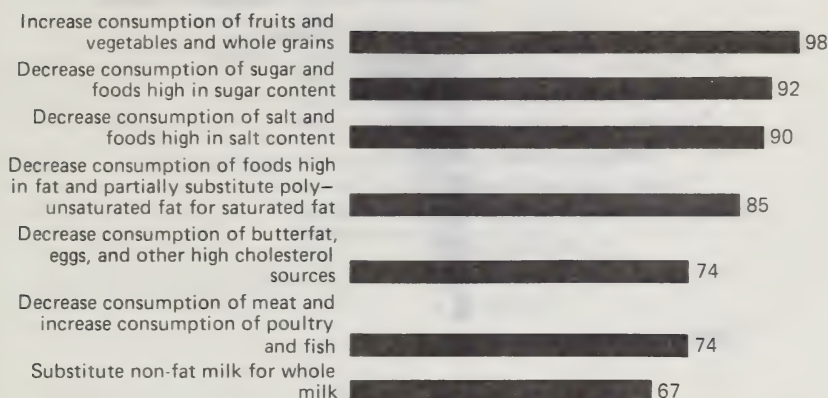 Increase consumption of fruits and
vegetables and whole grains 98
Decrease consumption of sugar and
foods high in sugar content 92
Decrease consumption of salt and
foods high in salt content 90
Decrease consumption of foods high
in fat and partially substitute poly–
unsaturated fat for saturated fat 85
Decrease consumption of butterfat,
eggs, and other high cholesterol
sources 74
Decrease consumption of meat and
increase consumption of poultry
and fish 74
Substitute non-fat milk for whole
milk 67